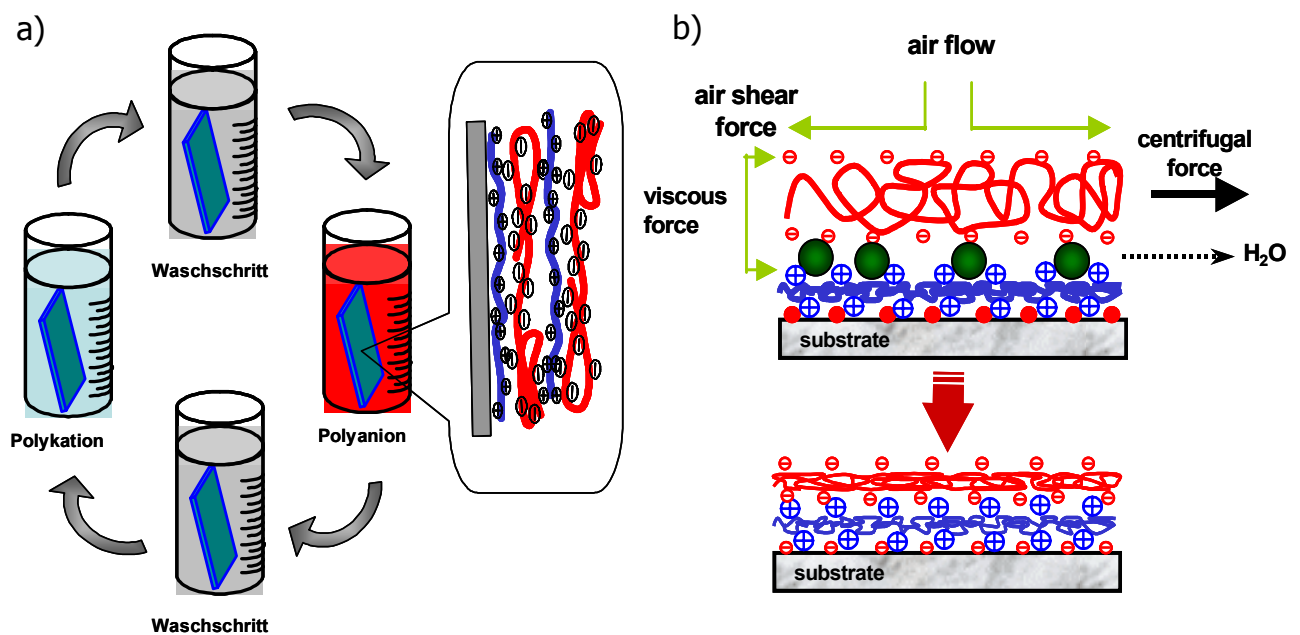 a)
Waschschritt
Polykation
Polyanion
Waschschritt
b)
air flow
air shear
force
viscous
force
centrifugal
force
H₂O
substrate
substrate